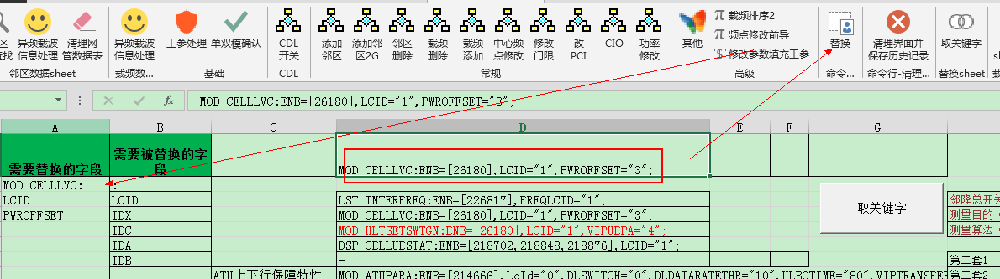 区 异频载波 清理网 异频载波 工参处理 单双模确认 CDL 添加 添加邻 邻区 载频 载频 中心频 修改 改 CIO 功率 其他 π 载频排序2 替换 清理界面并 取关键字
查找 信息处理 管数据表 信息处理 开关 邻区 区2G 删除 删除 添加 点修改 门限 PCI 修改 π 频点修改前导 保存历史记录
"$"修改参数填充工参
邻区数据sheet 载频数... 基础 CDL 常规 高级 命令... 命令行-清理... 替换sheet
fx MOD CELLLVC:ENB=[26180],LCID="1",PWROFFSET="3";
A B C D E F G
需要替换的字段 需要被替换的字段 MOD CELLLVC:ENB=[26180],LCID="1",PWROFFSET="3";
MOD CELLLVC: :
LCID LCID LST INTERFREQ:ENB=[226817],FREQLCID="1"; 取关键字 邻降总开关
PWROFFSET IDX MOD CELLLVC:ENB=[26180],LCID="1",PWROFFSET="3"; 测量目的
IDC MOD HLTSETSWTGN:ENB=[26180],LCID="1",VIPUEPA="4"; 测量算法
IDA DSP CELLUESTAT:ENB=[218702,218848,218876],LCID="1";
IDB - 第二套1
ATU上下行保障特性 MOD ATUPARA:ENB=[214666],LcId="0",DLSWITCH="0",DLDATARATETHR="10",ULBOTIME="80",VIPTRANSFER 第二套2